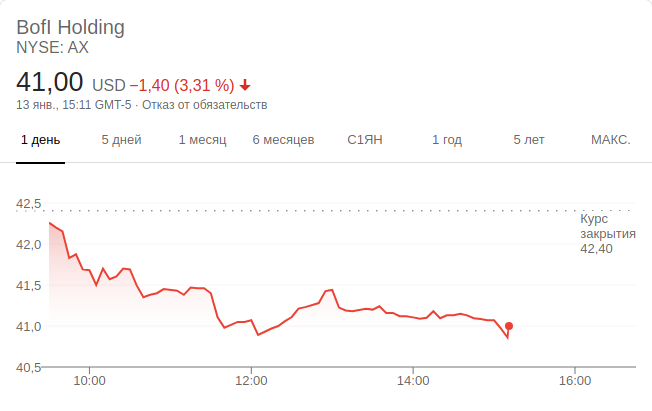 BofI Holding
NYSE: AX
41,00 USD −1,40 (3,31 %)
13 янв., 15:11 GMT-5 · Отказ от обязательств
1 день 5 дней 1 месяц 6 месяцев С1ЯН 1 год 5 лет МАКС.
42,5
Курс
закрытия
42,40
42,0
41,5
41,0
40,5
10:00 12:00 14:00 16:00